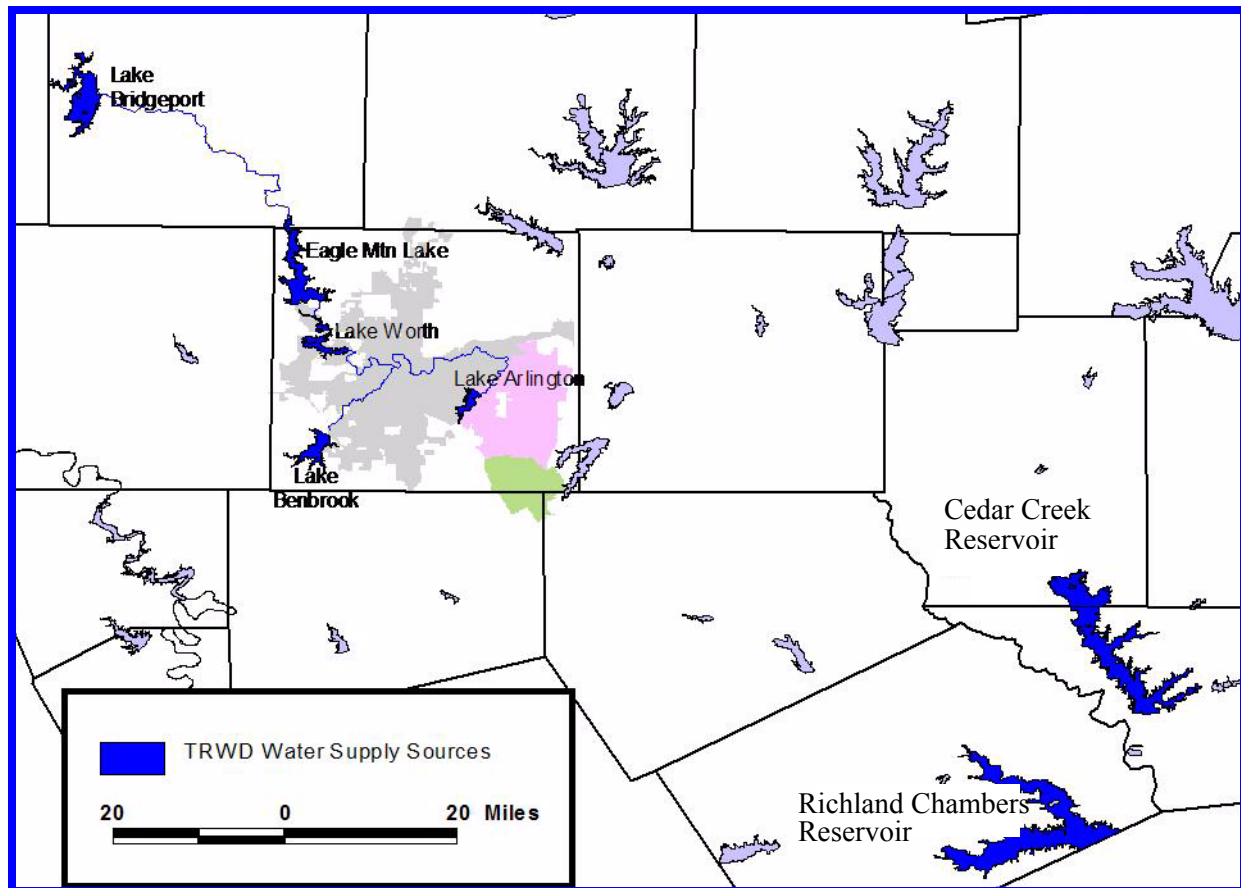 Lake
Bridgeport
Eagle Mtn Lake
Lake Worth
Lake Arlington
Lake
Benbrook
Cedar Creek
Reservoir
Richland Chambers
Reservoir
TRWD Water Supply Sources
20 0 20 Miles